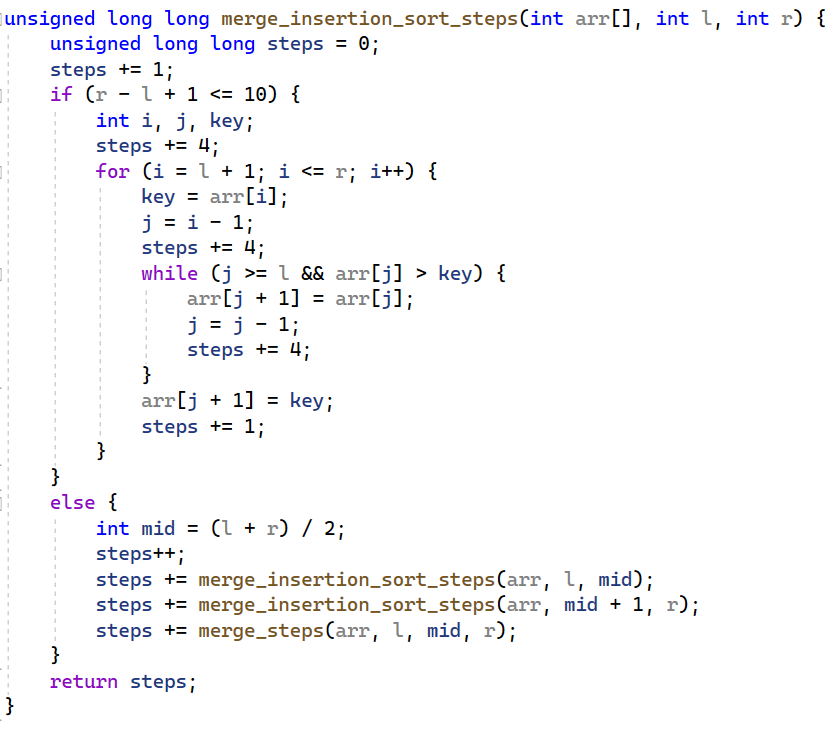 unsigned long long merge_insertion_sort_steps(int arr[], int l, int r) {
    unsigned long long steps = 0;
    steps += 1;
    if (r - l + 1 <= 10) {
        int i, j, key;
        steps += 4;
        for (i = l + 1; i <= r; i++) {
            key = arr[i];
            j = i - 1;
            steps += 4;
            while (j >= l && arr[j] > key) {
                arr[j + 1] = arr[j];
                j = j - 1;
                steps += 4;
            }
            arr[j + 1] = key;
            steps += 1;
        }
    }
    else {
        int mid = (l + r) / 2;
        steps++;
        steps += merge_insertion_sort_steps(arr, l, mid);
        steps += merge_insertion_sort_steps(arr, mid + 1, r);
        steps += merge_steps(arr, l, mid, r);
    }
    return steps;
}